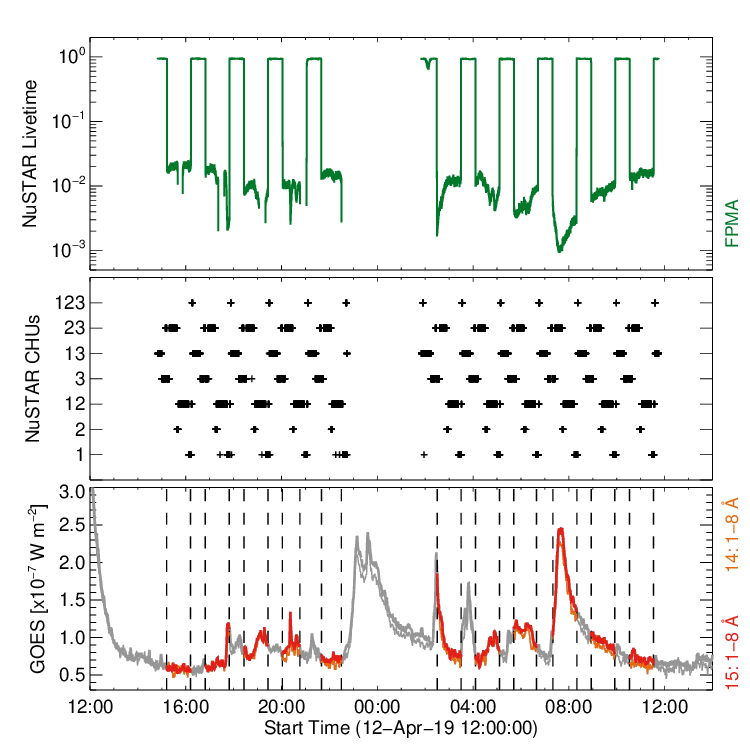 NuSTAR Livetime
10⁰
10⁻¹
10⁻²
10⁻³
FPMA
NuSTAR CHUs
123
23
13
3
12
2
1
GOES [x10⁻⁷ W m⁻²]
3.0
2.5
2.0
1.5
1.0
0.5
14: 1−8 Å
15: 1−8 Å
12:00 16:00 20:00 00:00 04:00 08:00 12:00
Start Time (12−Apr−19 12:00:00)